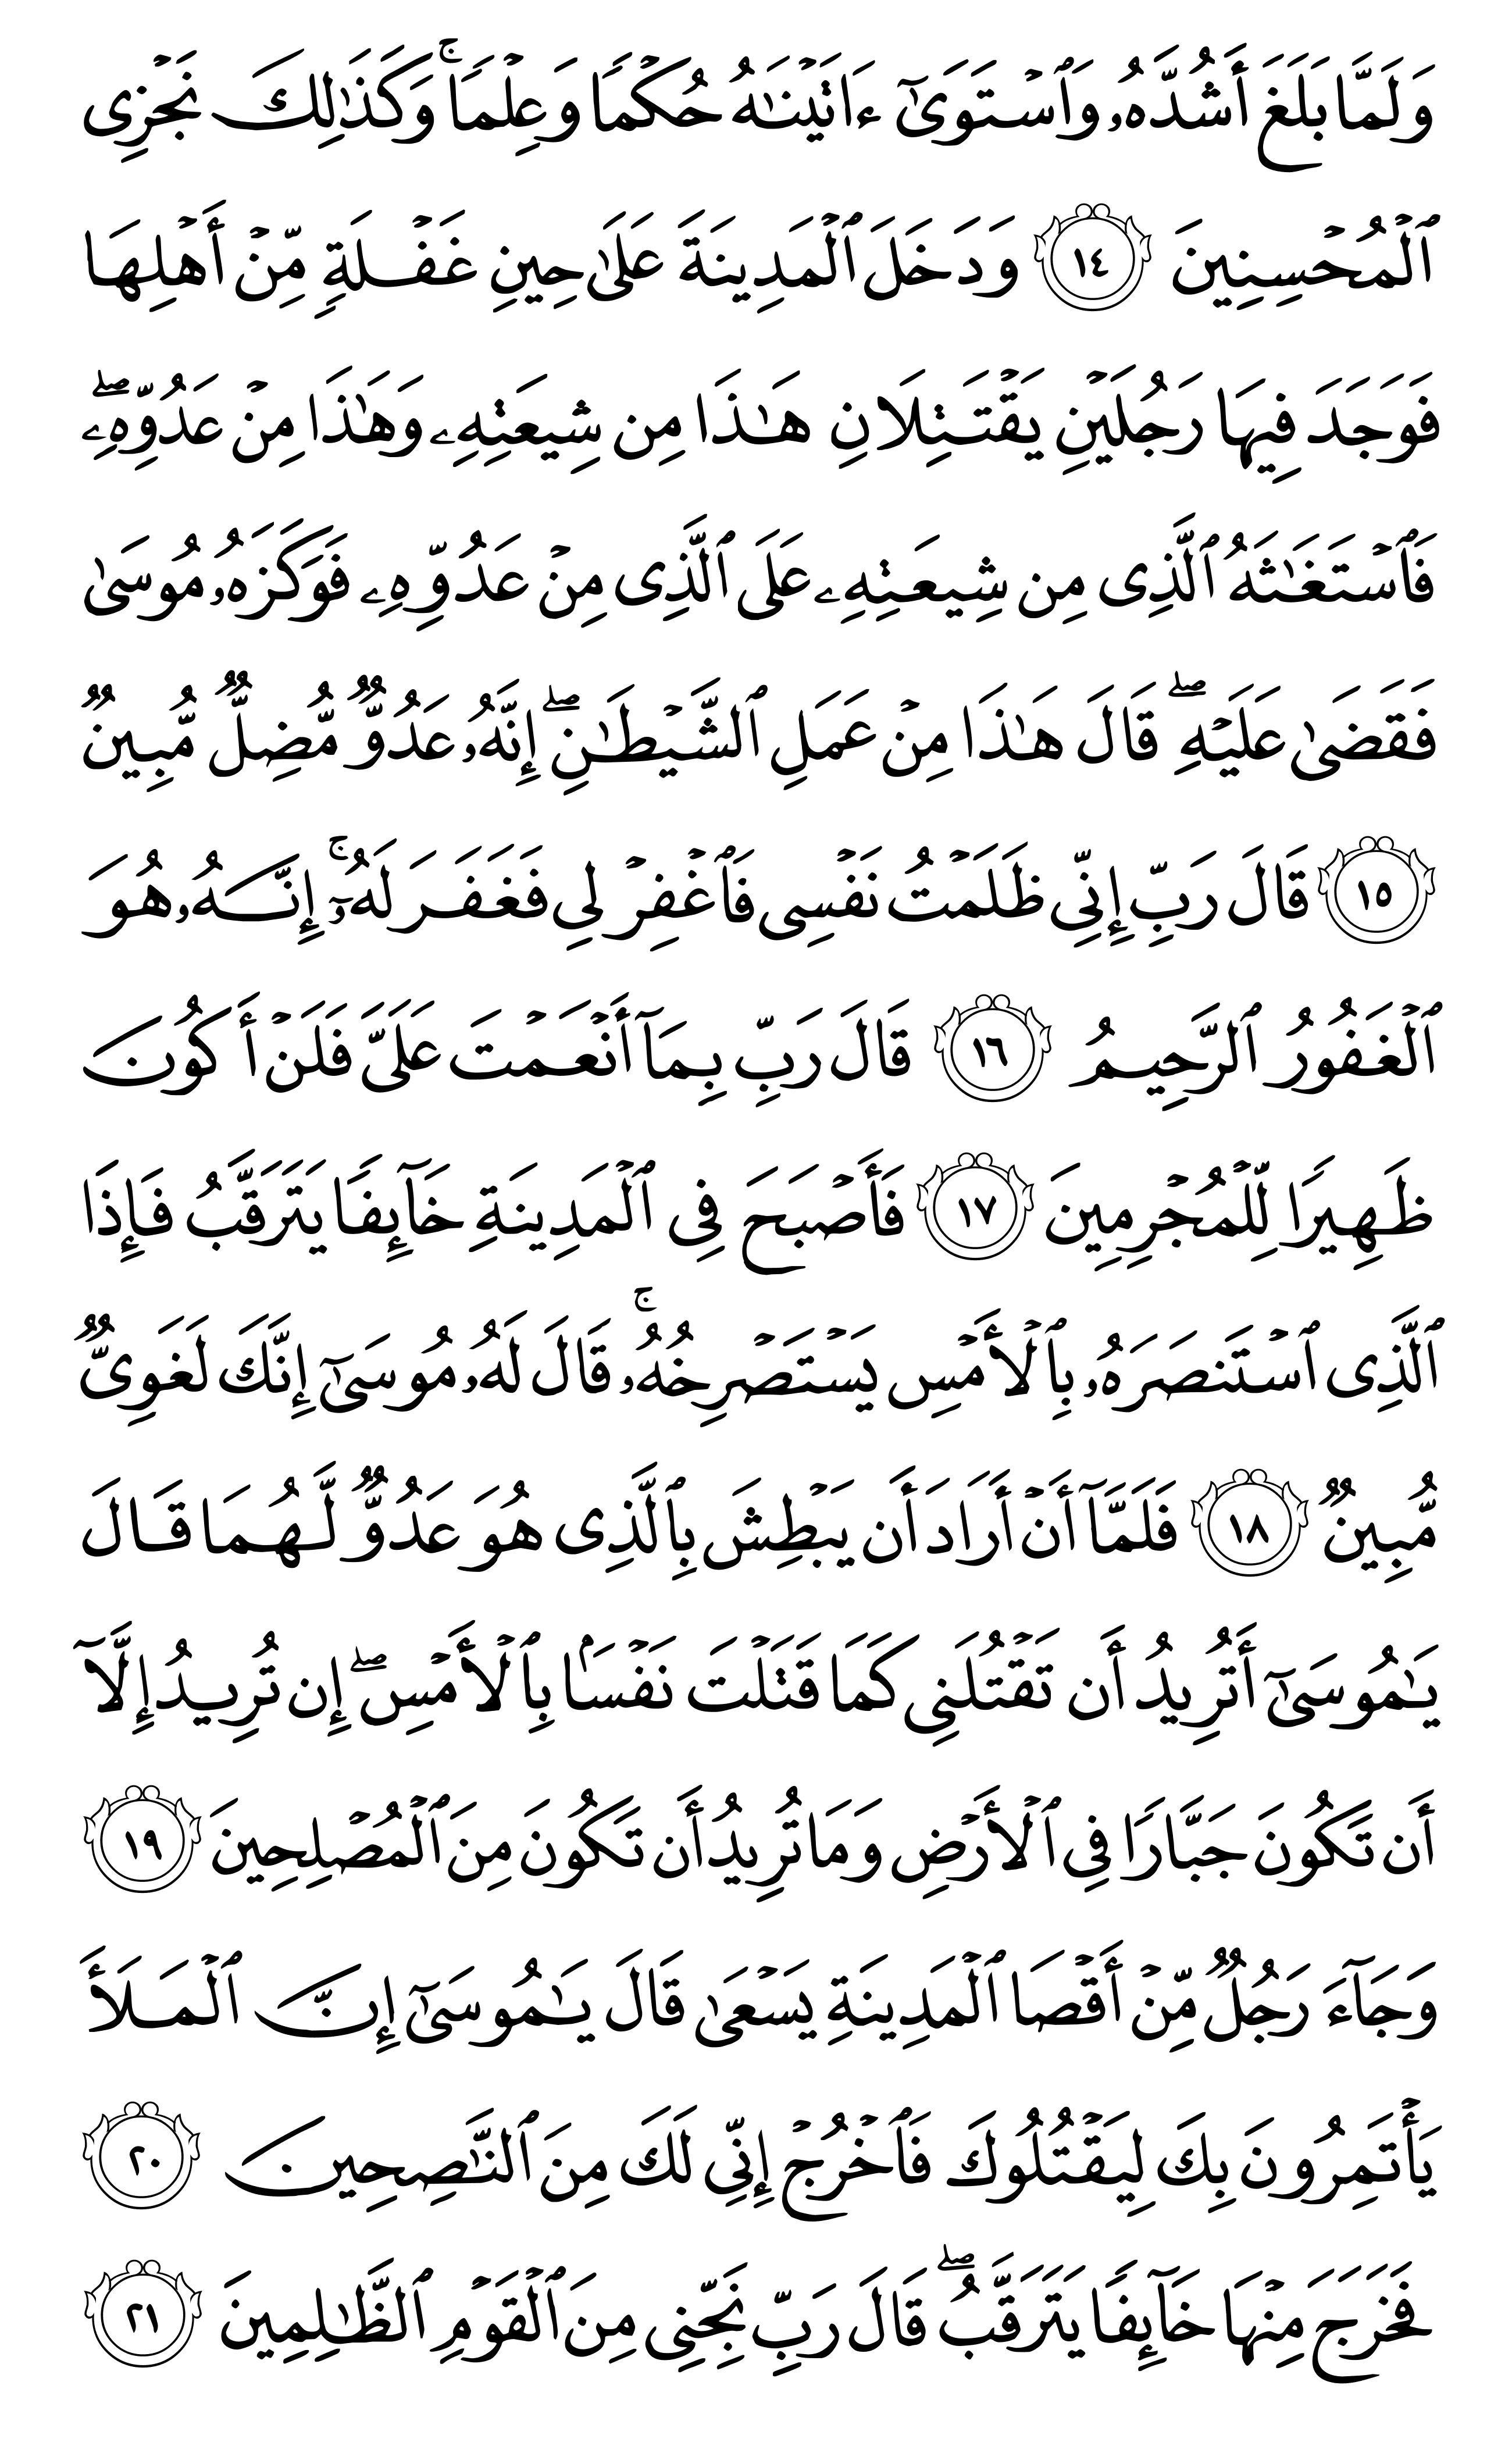 وَلَمَّا بَلَغَ أَشُدَّهُۥ وَٱسۡتَوَىٰٓ ءَاتَيۡنَٰهُ حُكۡمٗا وَعِلۡمٗاۚ وَكَذَٰلِكَ نَجۡزِي
ٱلۡمُحۡسِنِينَ ١٤ وَدَخَلَ ٱلۡمَدِينَةَ عَلَىٰ حِينِ غَفۡلَةٖ مِّنۡ أَهۡلِهَا
فَوَجَدَ فِيهَا رَجُلَيۡنِ يَقۡتَتِلَانِ هَٰذَا مِن شِيعَتِهِۦ وَهَٰذَا مِنۡ عَدُوِّهِۦۖ
فَٱسۡتَغَٰثَهُ ٱلَّذِي مِن شِيعَتِهِۦ عَلَى ٱلَّذِي مِنۡ عَدُوِّهِۦ فَوَكَزَهُۥ مُوسَىٰ
فَقَضَىٰ عَلَيۡهِۖ قَالَ هَٰذَا مِنۡ عَمَلِ ٱلشَّيۡطَٰنِۖ إِنَّهُۥ عَدُوّٞ مُّضِلّٞ مُّبِينٞ
١٥ قَالَ رَبِّ إِنِّي ظَلَمۡتُ نَفۡسِي فَٱغۡفِرۡ لِي فَغَفَرَ لَهُۥٓۚ إِنَّهُۥ هُوَ
ٱلۡغَفُورُ ٱلرَّحِيمُ ١٦ قَالَ رَبِّ بِمَآ أَنۡعَمۡتَ عَلَيَّ فَلَنۡ أَكُونَ
ظَهِيرٗا لِّلۡمُجۡرِمِينَ ١٧ فَأَصۡبَحَ فِي ٱلۡمَدِينَةِ خَآئِفٗا يَتَرَقَّبُ فَإِذَا
ٱلَّذِي ٱسۡتَنصَرَهُۥ بِٱلۡأَمۡسِ يَسۡتَصۡرِخُهُۥۚ قَالَ لَهُۥ مُوسَىٰٓ إِنَّكَ لَغَوِيّٞ
مُّبِينٞ ١٨ فَلَمَّآ أَنۡ أَرَادَ أَن يَبۡطِشَ بِٱلَّذِي هُوَ عَدُوّٞ لَّهُمَا قَالَ
يَٰمُوسَىٰٓ أَتُرِيدُ أَن تَقۡتُلَنِي كَمَا قَتَلۡتَ نَفۡسَۢا بِٱلۡأَمۡسِۖ إِن تُرِيدُ إِلَّآ
أَن تَكُونَ جَبَّارٗا فِي ٱلۡأَرۡضِ وَمَا تُرِيدُ أَن تَكُونَ مِنَ ٱلۡمُصۡلِحِينَ ١٩
وَجَآءَ رَجُلٞ مِّنۡ أَقۡصَا ٱلۡمَدِينَةِ يَسۡعَىٰ قَالَ يَٰمُوسَىٰٓ إِنَّ ٱلۡمَلَأَ
يَأۡتَمِرُونَ بِكَ لِيَقۡتُلُوكَ فَٱخۡرُجۡ إِنِّي لَكَ مِنَ ٱلنَّٰصِحِينَ ٢٠
فَخَرَجَ مِنۡهَا خَآئِفٗا يَتَرَقَّبُۖ قَالَ رَبِّ نَجِّنِي مِنَ ٱلۡقَوۡمِ ٱلظَّٰلِمِينَ ٢١